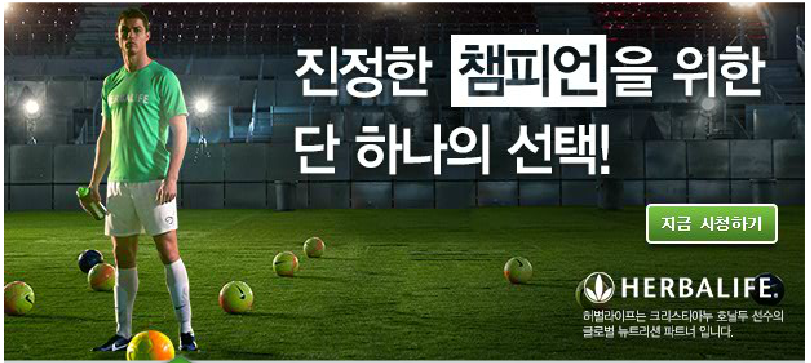 HERBALIFE
진정한 챔피언을 위한
단 하나의 선택!
지금 시청하기
HERBALIFE.
허벌라이프는 크리스티아누 호날두 선수의
글로벌 뉴트리션 파트너 입니다.